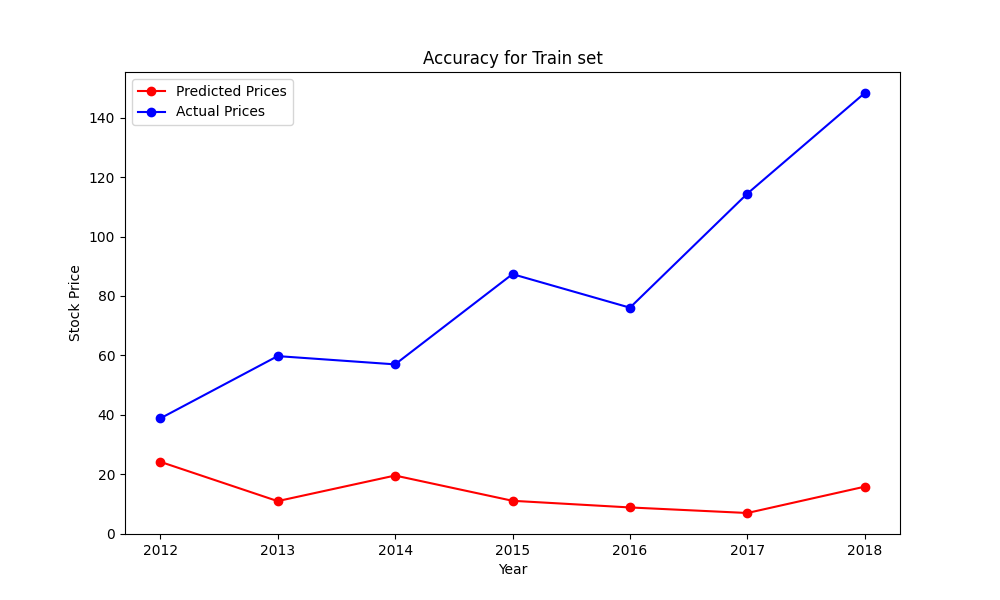 Accuracy for Train set
Predicted Prices
Actual Prices
140
120
100
80
60
40
20
0
Stock Price
2012 2013 2014 2015 2016 2017 2018
Year